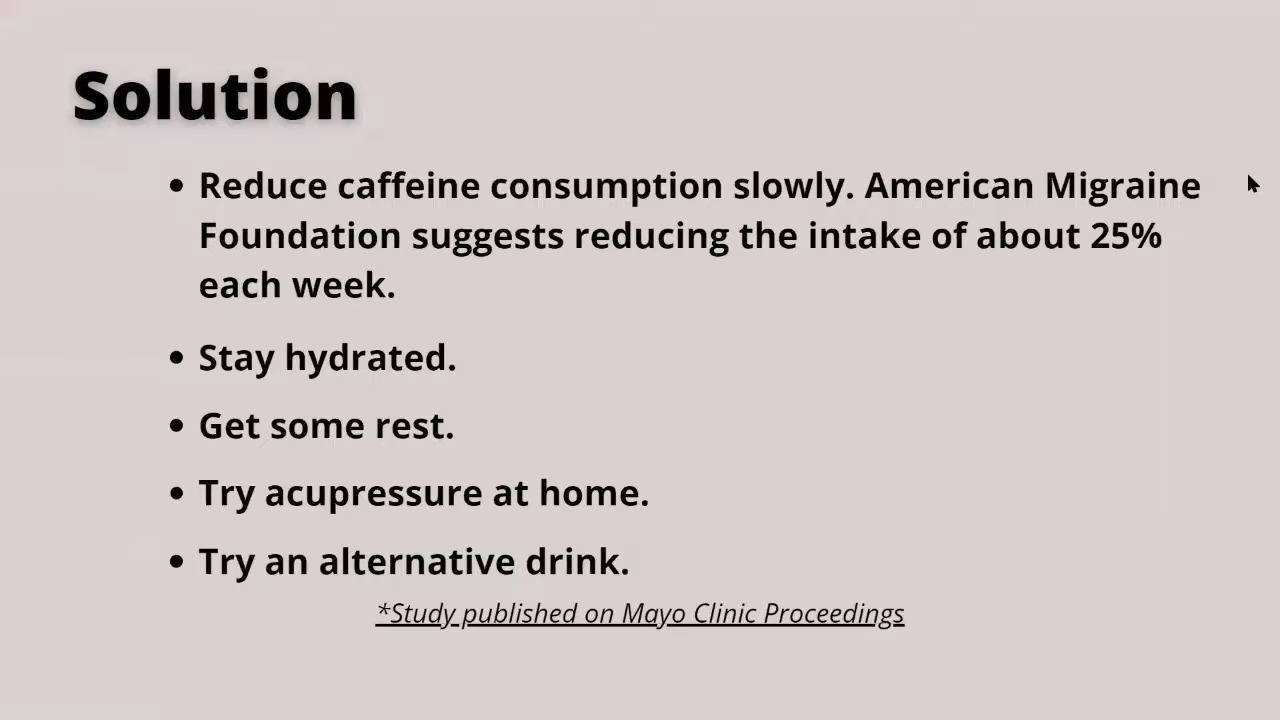 Solution
• Reduce caffeine consumption slowly. American Migraine
Foundation suggests reducing the intake of about 25%
each week.
• Stay hydrated.
• Get some rest.
• Try acupressure at home.
• Try an alternative drink.
*Study published on Mayo Clinic Proceedings